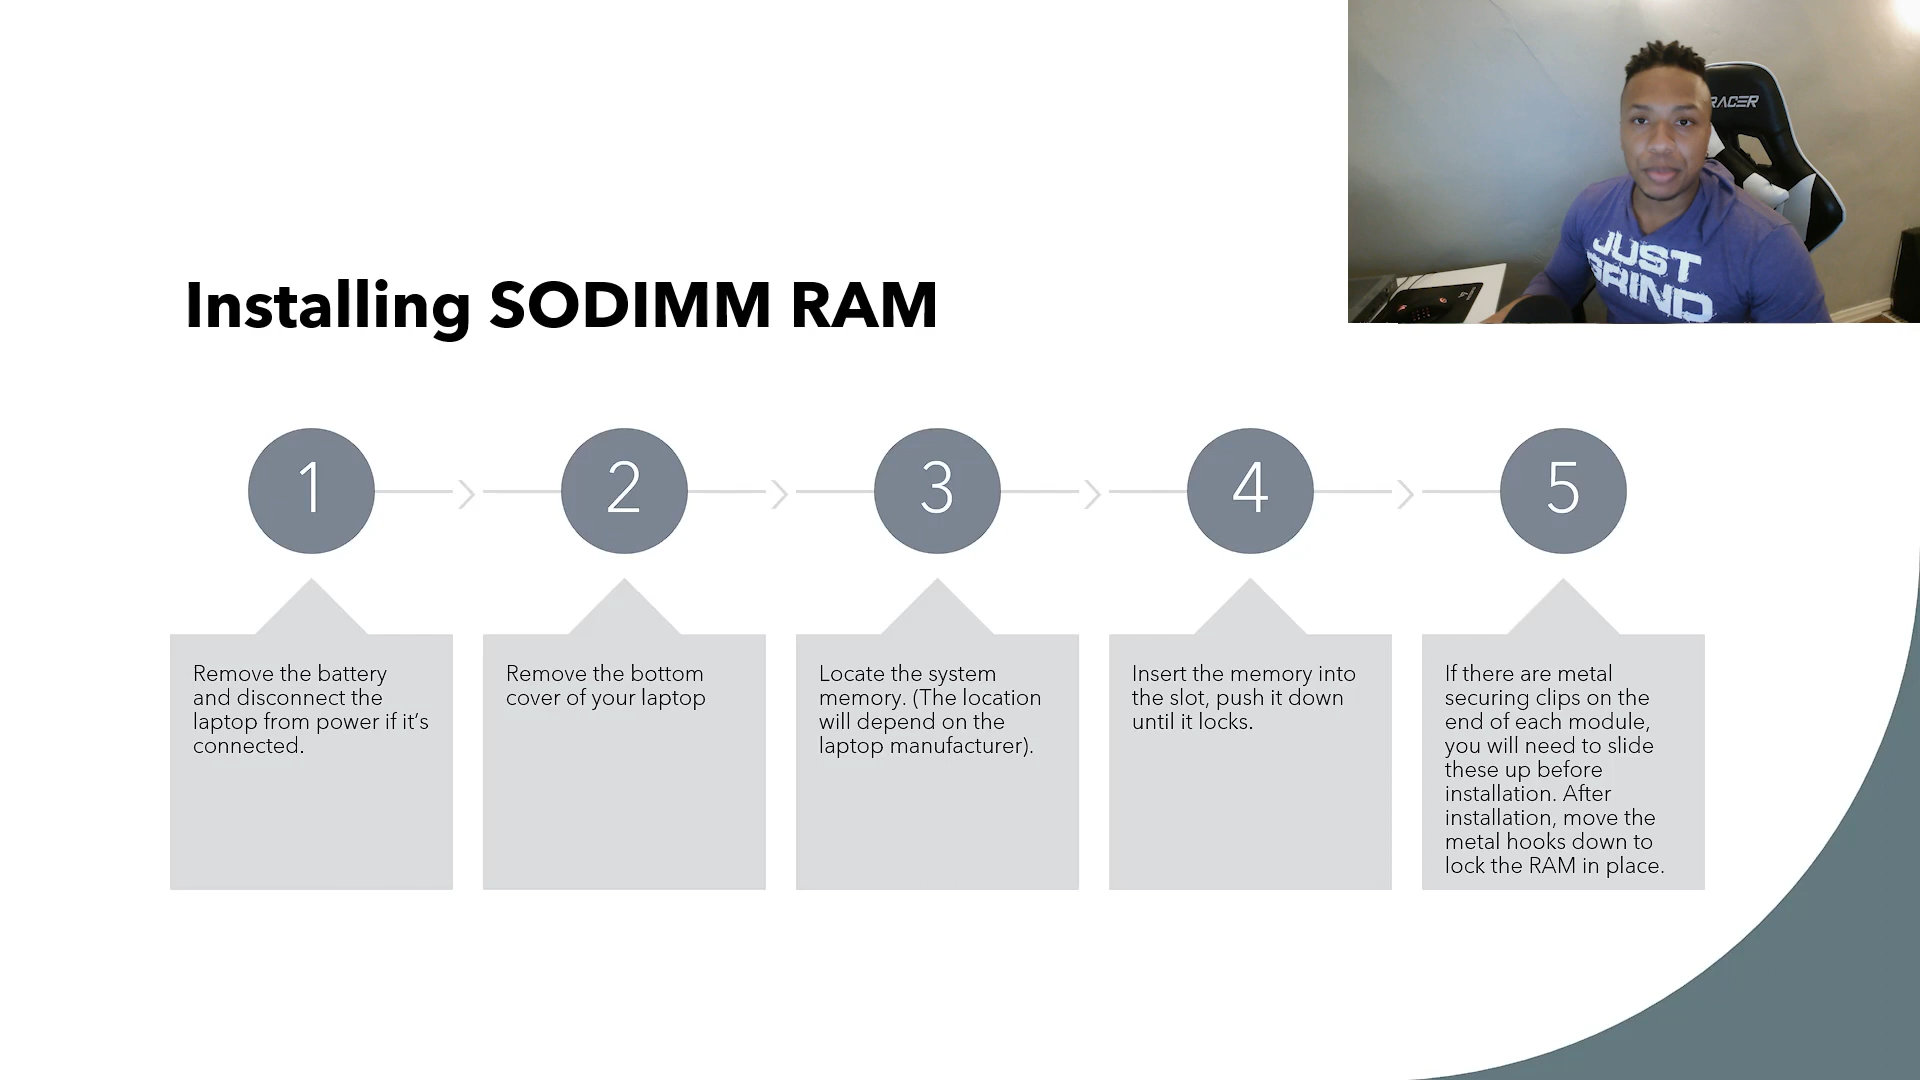 RACER
JUST
GRIND
Installing SODIMM RAM
1
2
3
4
5
Remove the battery
and disconnect the
laptop from power if it’s
connected.
Remove the bottom
cover of your laptop
Locate the system
memory. (The location
will depend on the
laptop manufacturer).
Insert the memory into
the slot, push it down
until it locks.
If there are metal
securing clips on the
end of each module,
you will need to slide
these up before
installation. After
installation, move the
metal hooks down to
lock the RAM in place.